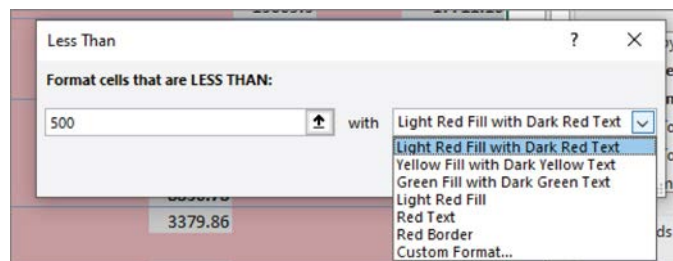 Less Than ?
Format cells that are LESS THAN:
500 with Light Red Fill with Dark Red Text
Light Red Fill with Dark Red Text
Yellow Fill with Dark Yellow Text
Green Fill with Dark Green Text
Light Red Fill
Red Text
Red Border
Custom Format...
3379.86